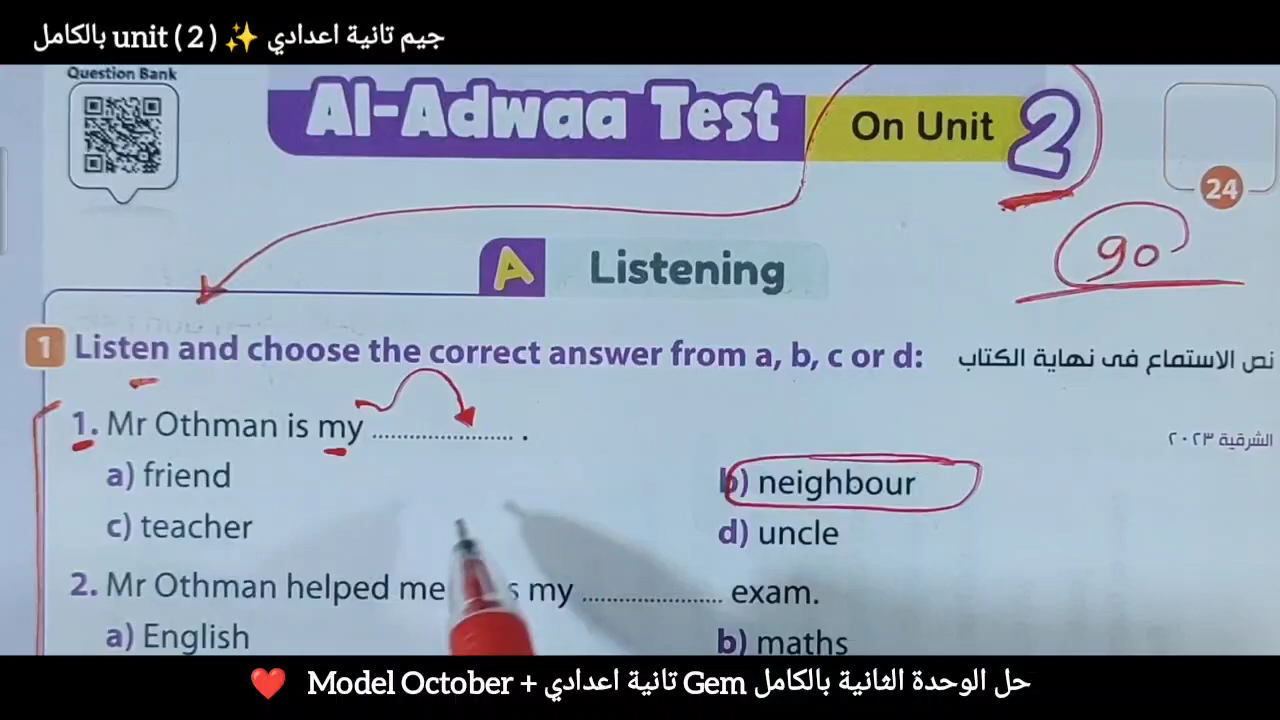 جيم تانية اعدادي ✨ unit ( 2 ) بالكامل
Question Bank
Al-Adwaa Test
On Unit 2
24
90
A Listening
1 Listen and choose the correct answer from a, b, c or d: نص الاستماع فى نهاية الكتاب
1. Mr Othman is my .................... .
الشرقية ٢٠٢٣
a) friend
b) neighbour
c) teacher
d) uncle
2. Mr Othman helped me s my .................... exam.
a) English
b) maths
حل الوحدة الثانية بالكامل Gem تانية اعدادي + Model October ❤️